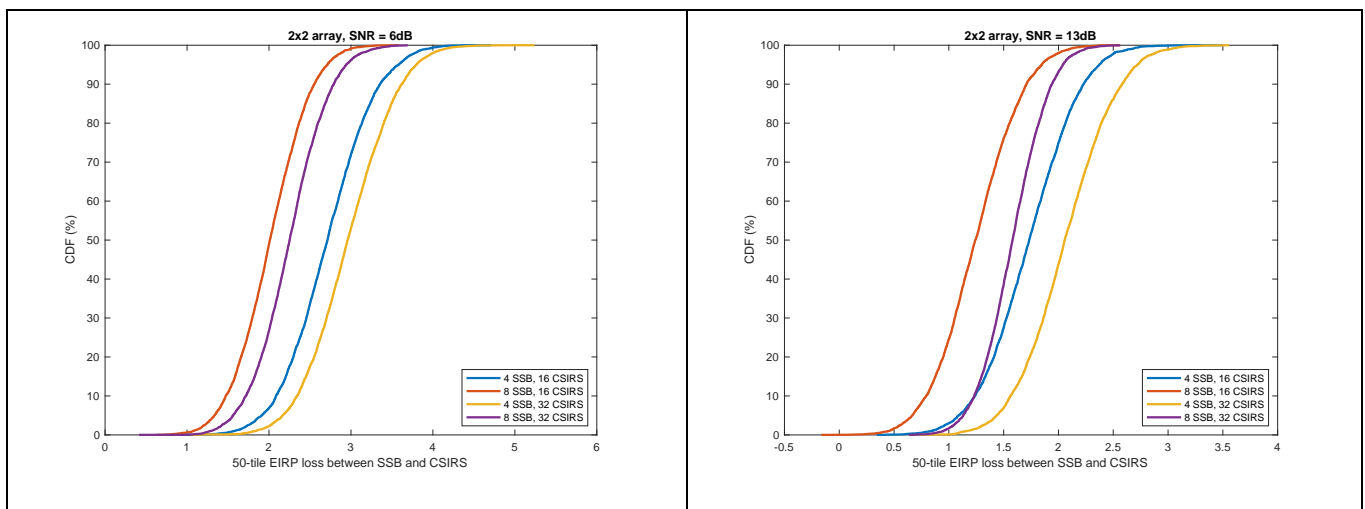 2x2 array, SNR = 6dB
100
90
80
70
60
50
40
30
20
10
0
CDF (%)
0 1 2 3 4 5 6
50-tile EIRP loss between SSB and CSIRS
4 SSB, 16 CSIRS
8 SSB, 16 CSIRS
4 SSB, 32 CSIRS
8 SSB, 32 CSIRS
2x2 array, SNR = 13dB
100
90
80
70
60
50
40
30
20
10
0
CDF (%)
-0.5 0 0.5 1 1.5 2 2.5 3 3.5 4
50-tile EIRP loss between SSB and CSIRS
4 SSB, 16 CSIRS
8 SSB, 16 CSIRS
4 SSB, 32 CSIRS
8 SSB, 32 CSIRS